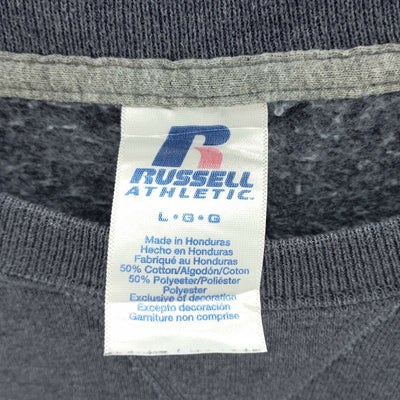 RUSSELL
ATHLETIC
L • G • G
Made in Honduras
Hecho en Honduras
Fabriqué au Honduras
50% Cotton/Algodón/Coton
50% Polyester/Poliéster
Polyester
Exclusive of decoration
Excepto decoración
Garniture non comprise